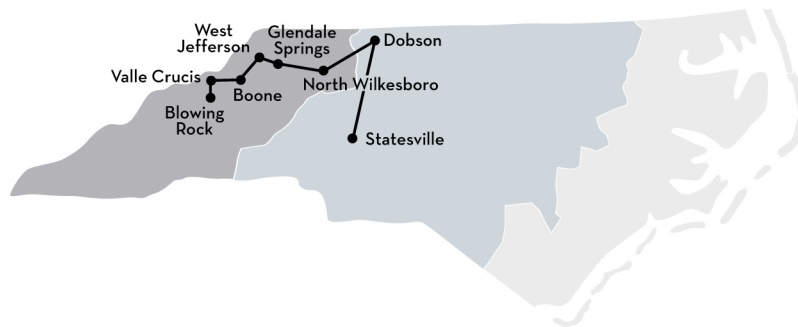 West
Jefferson
Glendale
Springs
Dobson
Valle Crucis
Boone
North Wilkesboro
Blowing
Rock
Statesville